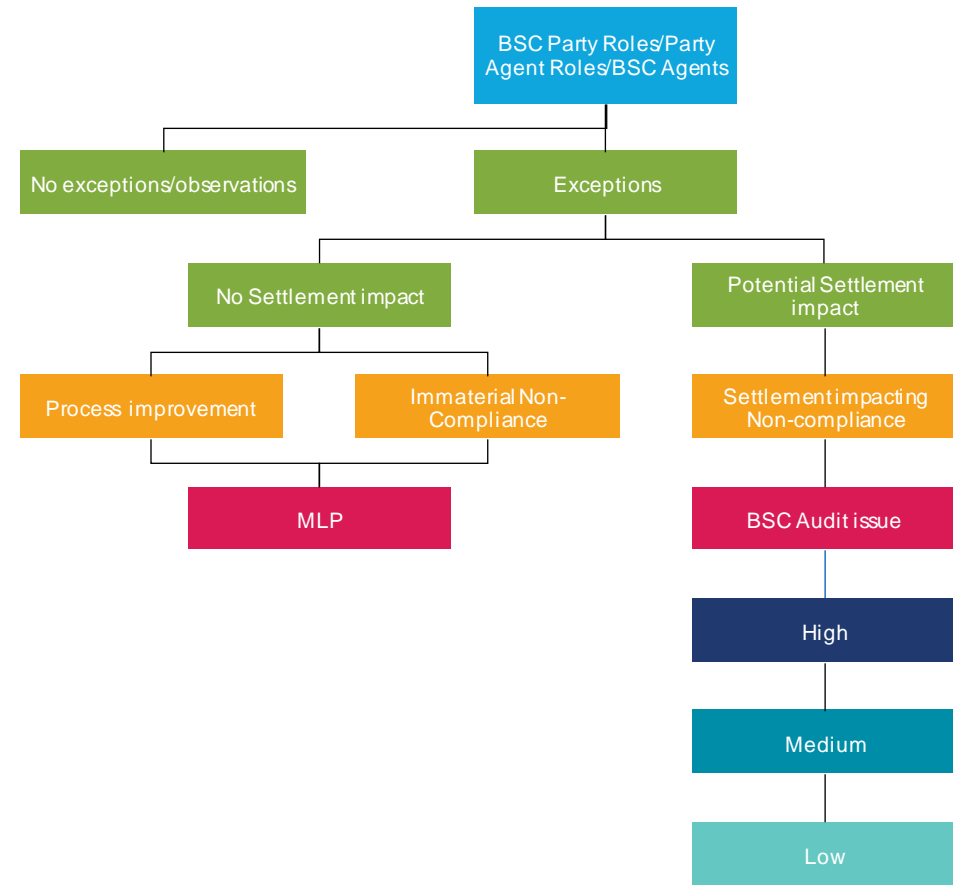 BSC Party Roles/Party
Agent Roles/BSC Agents
No exceptions/observations
Exceptions
No Settlement impact
Potential Settlement
impact
Process improvement
Immaterial Non-
Compliance
Settlement impacting
Non-compliance
MLP
BSC Audit issue
High
Medium
Low